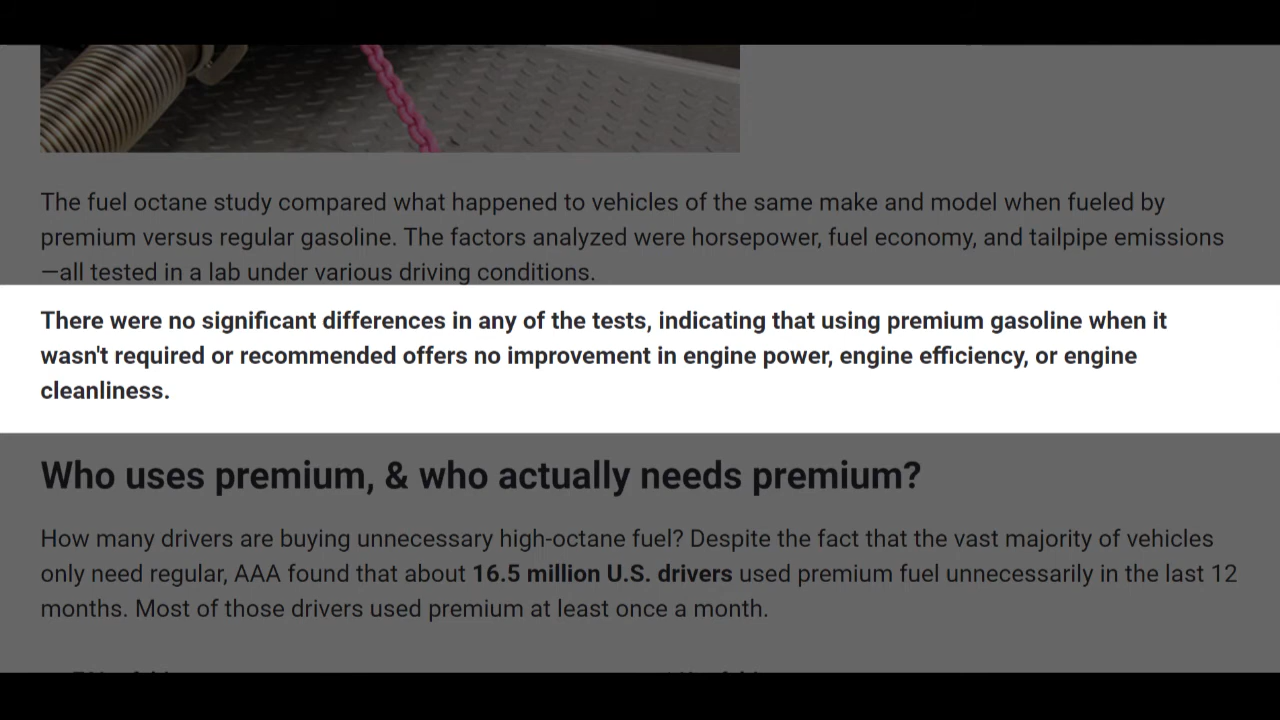 The fuel octane study compared what happened to vehicles of the same make and model when fueled by
premium versus regular gasoline. The factors analyzed were horsepower, fuel economy, and tailpipe emissions
—all tested in a lab under various driving conditions.
There were no significant differences in any of the tests, indicating that using premium gasoline when it
wasn't required or recommended offers no improvement in engine power, engine efficiency, or engine
cleanliness.
Who uses premium, & who actually needs premium?
How many drivers are buying unnecessary high-octane fuel? Despite the fact that the vast majority of vehicles
only need regular, AAA found that about 16.5 million U.S. drivers used premium fuel unnecessarily in the last 12
months. Most of those drivers used premium at least once a month.